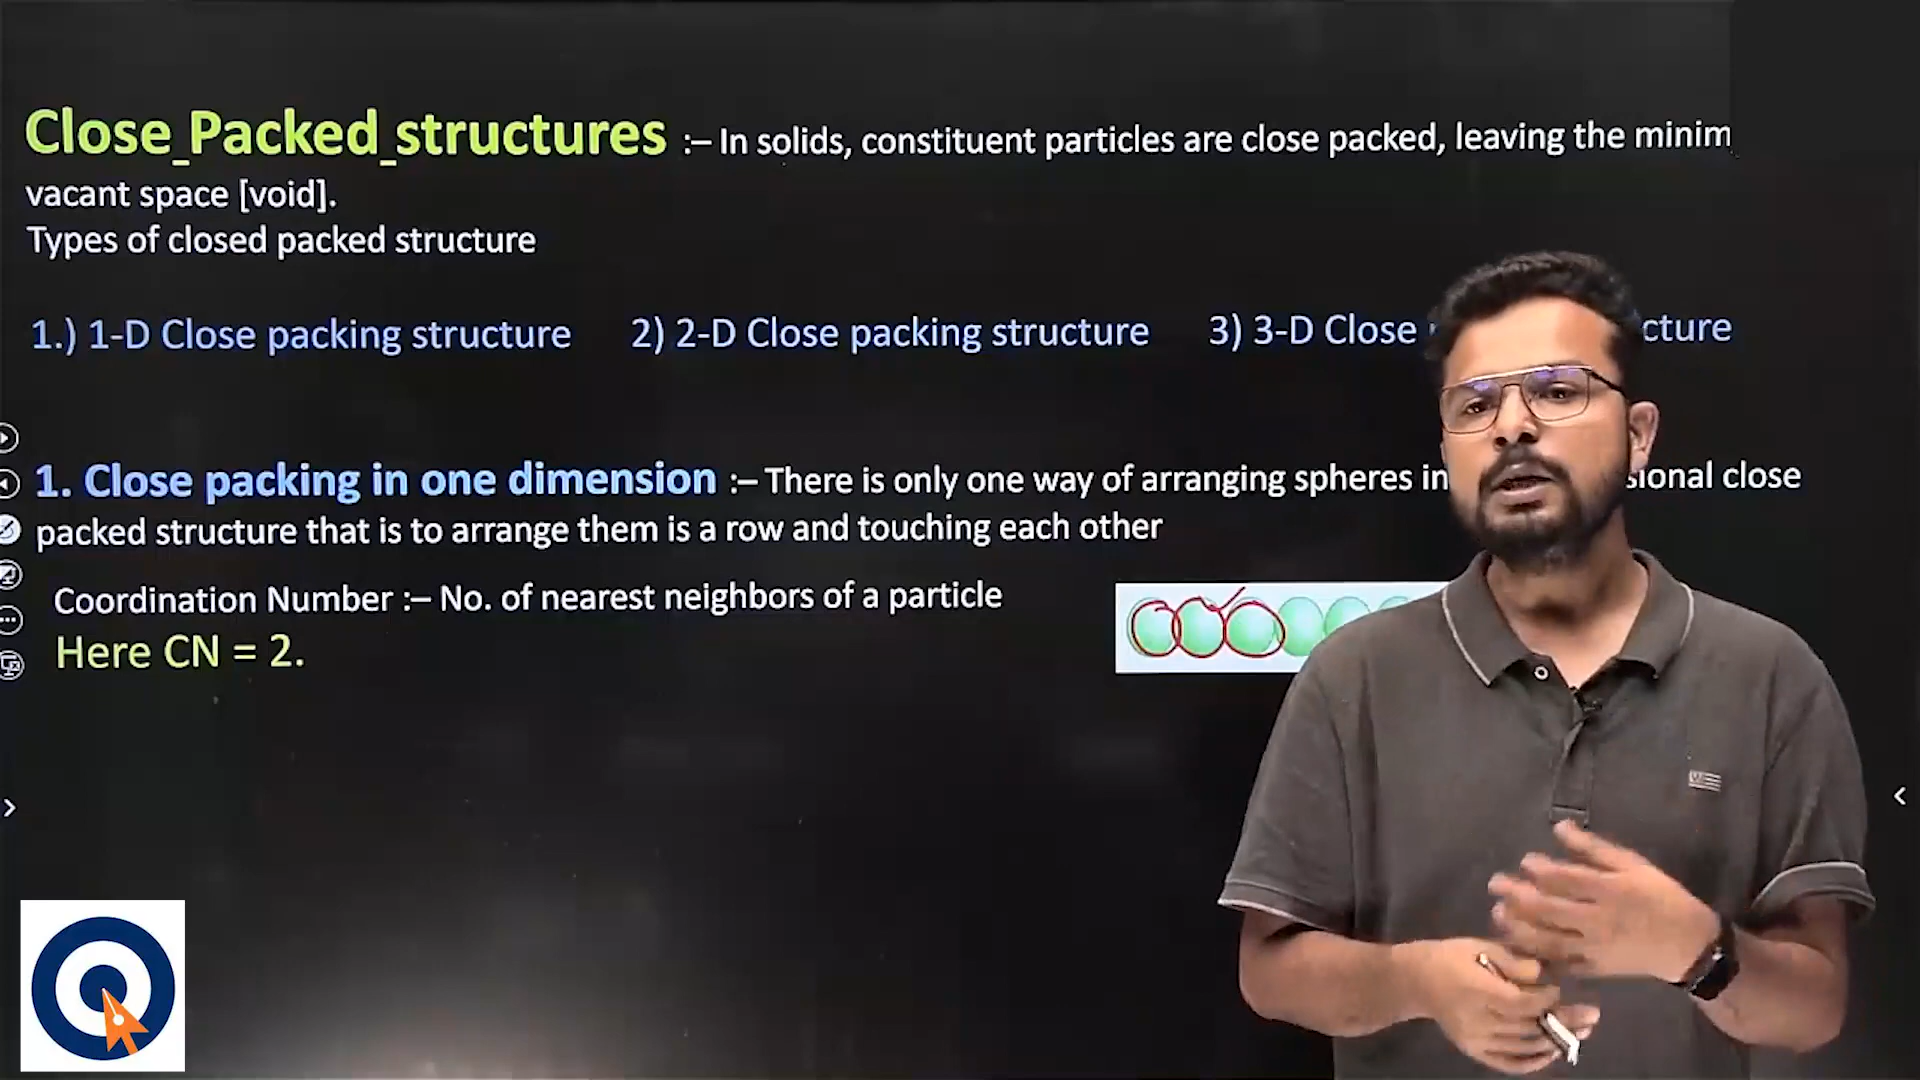 Close_Packed_structures :– In solids, constituent particles are close packed, leaving the minim
vacant space [void].
Types of closed packed structure
1.) 1-D Close packing structure 2) 2-D Close packing structure 3) 3-D Close cture
1. Close packing in one dimension :– There is only one way of arranging spheres in sional close
packed structure that is to arrange them is a row and touching each other
Coordination Number :– No. of nearest neighbors of a particle
Here CN = 2.